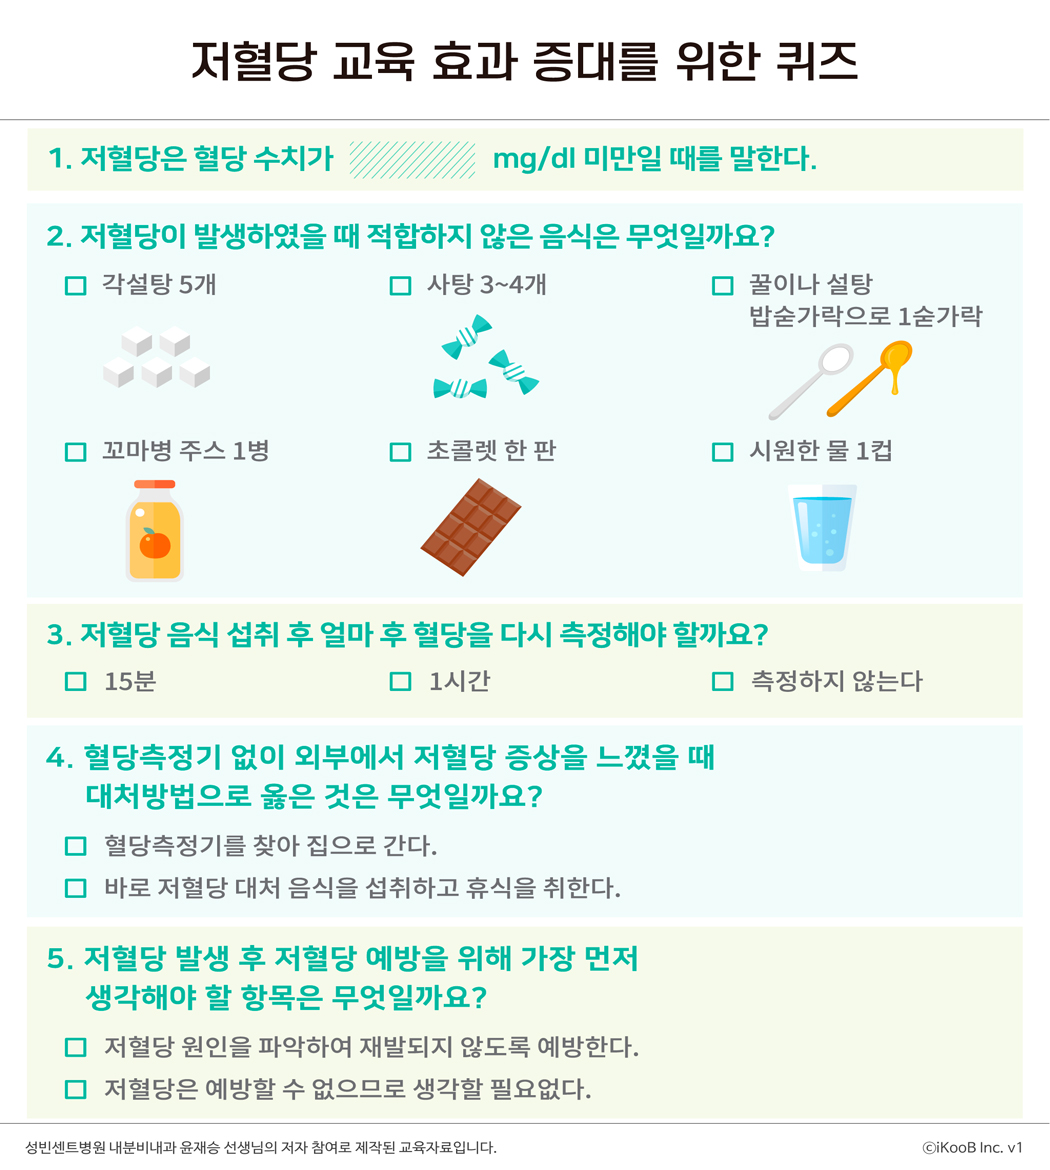 저혈당 교육 효과 증대를 위한 퀴즈
1. 저혈당은 혈당 수치가 mg/dl 미만일 때를 말한다.
2. 저혈당이 발생하였을 때 적합하지 않은 음식은 무엇일까요?
각설탕 5개
사탕 3~4개
꿀이나 설탕
밥숟가락으로 1숟가락
꼬마병 주스 1병
초콜렛 한 판
시원한 물 1컵
3. 저혈당 음식 섭취 후 얼마 후 혈당을 다시 측정해야 할까요?
15분
1시간
측정하지 않는다
4. 혈당측정기 없이 외부에서 저혈당 증상을 느꼈을 때
대처방법으로 옳은 것은 무엇일까요?
혈당측정기를 찾아 집으로 간다.
바로 저혈당 대처 음식을 섭취하고 휴식을 취한다.
5. 저혈당 발생 후 저혈당 예방을 위해 가장 먼저
생각해야 할 항목은 무엇일까요?
저혈당 원인을 파악하여 재발되지 않도록 예방한다.
저혈당은 예방할 수 없으므로 생각할 필요없다.
성빈센트병원 내분비내과 윤재승 선생님의 저자 참여로 제작된 교육자료입니다.
ⓒiKooB Inc. v1